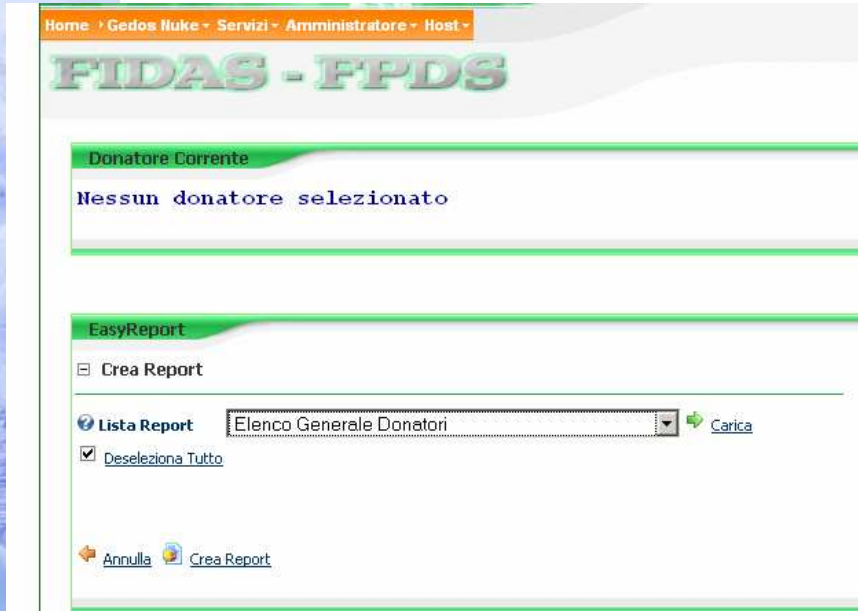 Home Gedos Nuke Servizi Amministratore Host
FIDAS - FPDS
Donatore Corrente
Nessun donatore selezionato
EasyReport
Crea Report
Lista Report Elenco Generale Donatori Carica
Deseleziona Tutto
Annulla Crea Report